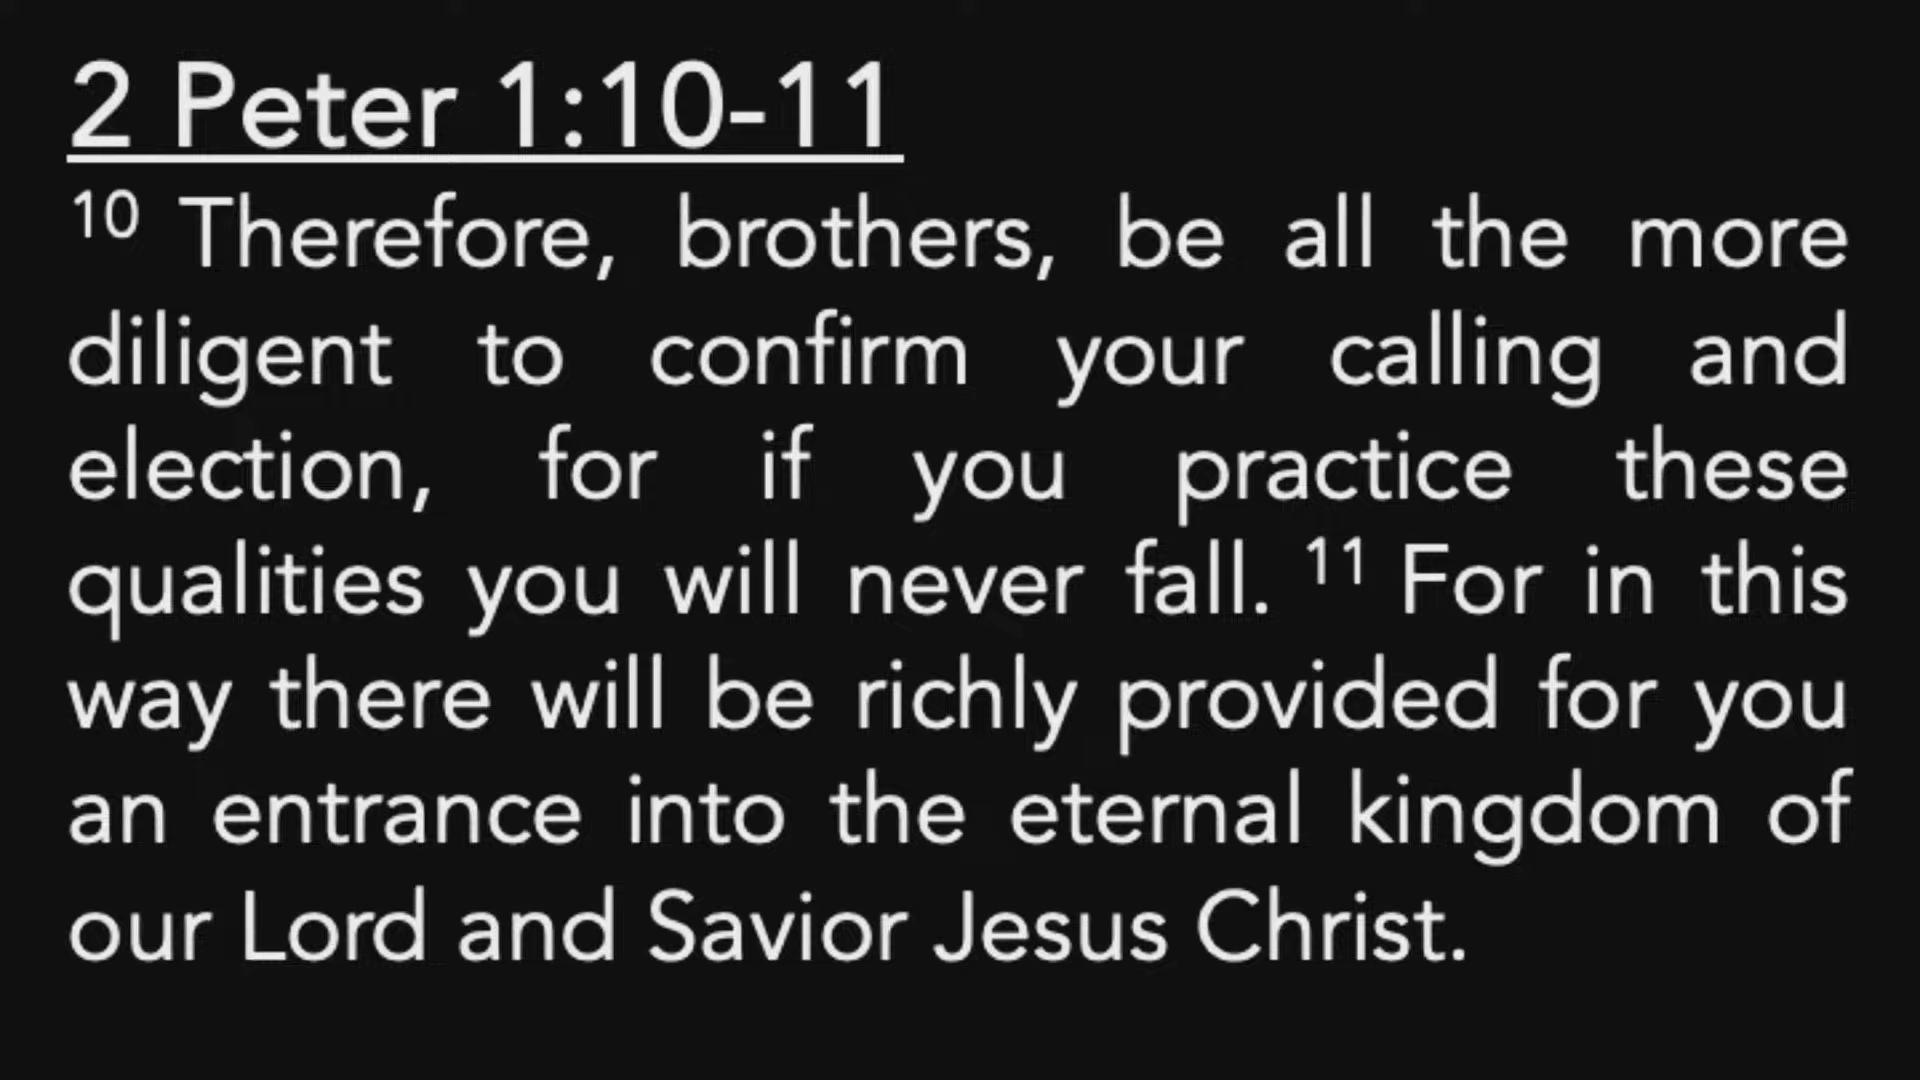 2 Peter 1:10-11
10 Therefore, brothers, be all the more
diligent to confirm your calling and
election, for if you practice these
qualities you will never fall. 11 For in this
way there will be richly provided for you
an entrance into the eternal kingdom of
our Lord and Savior Jesus Christ.